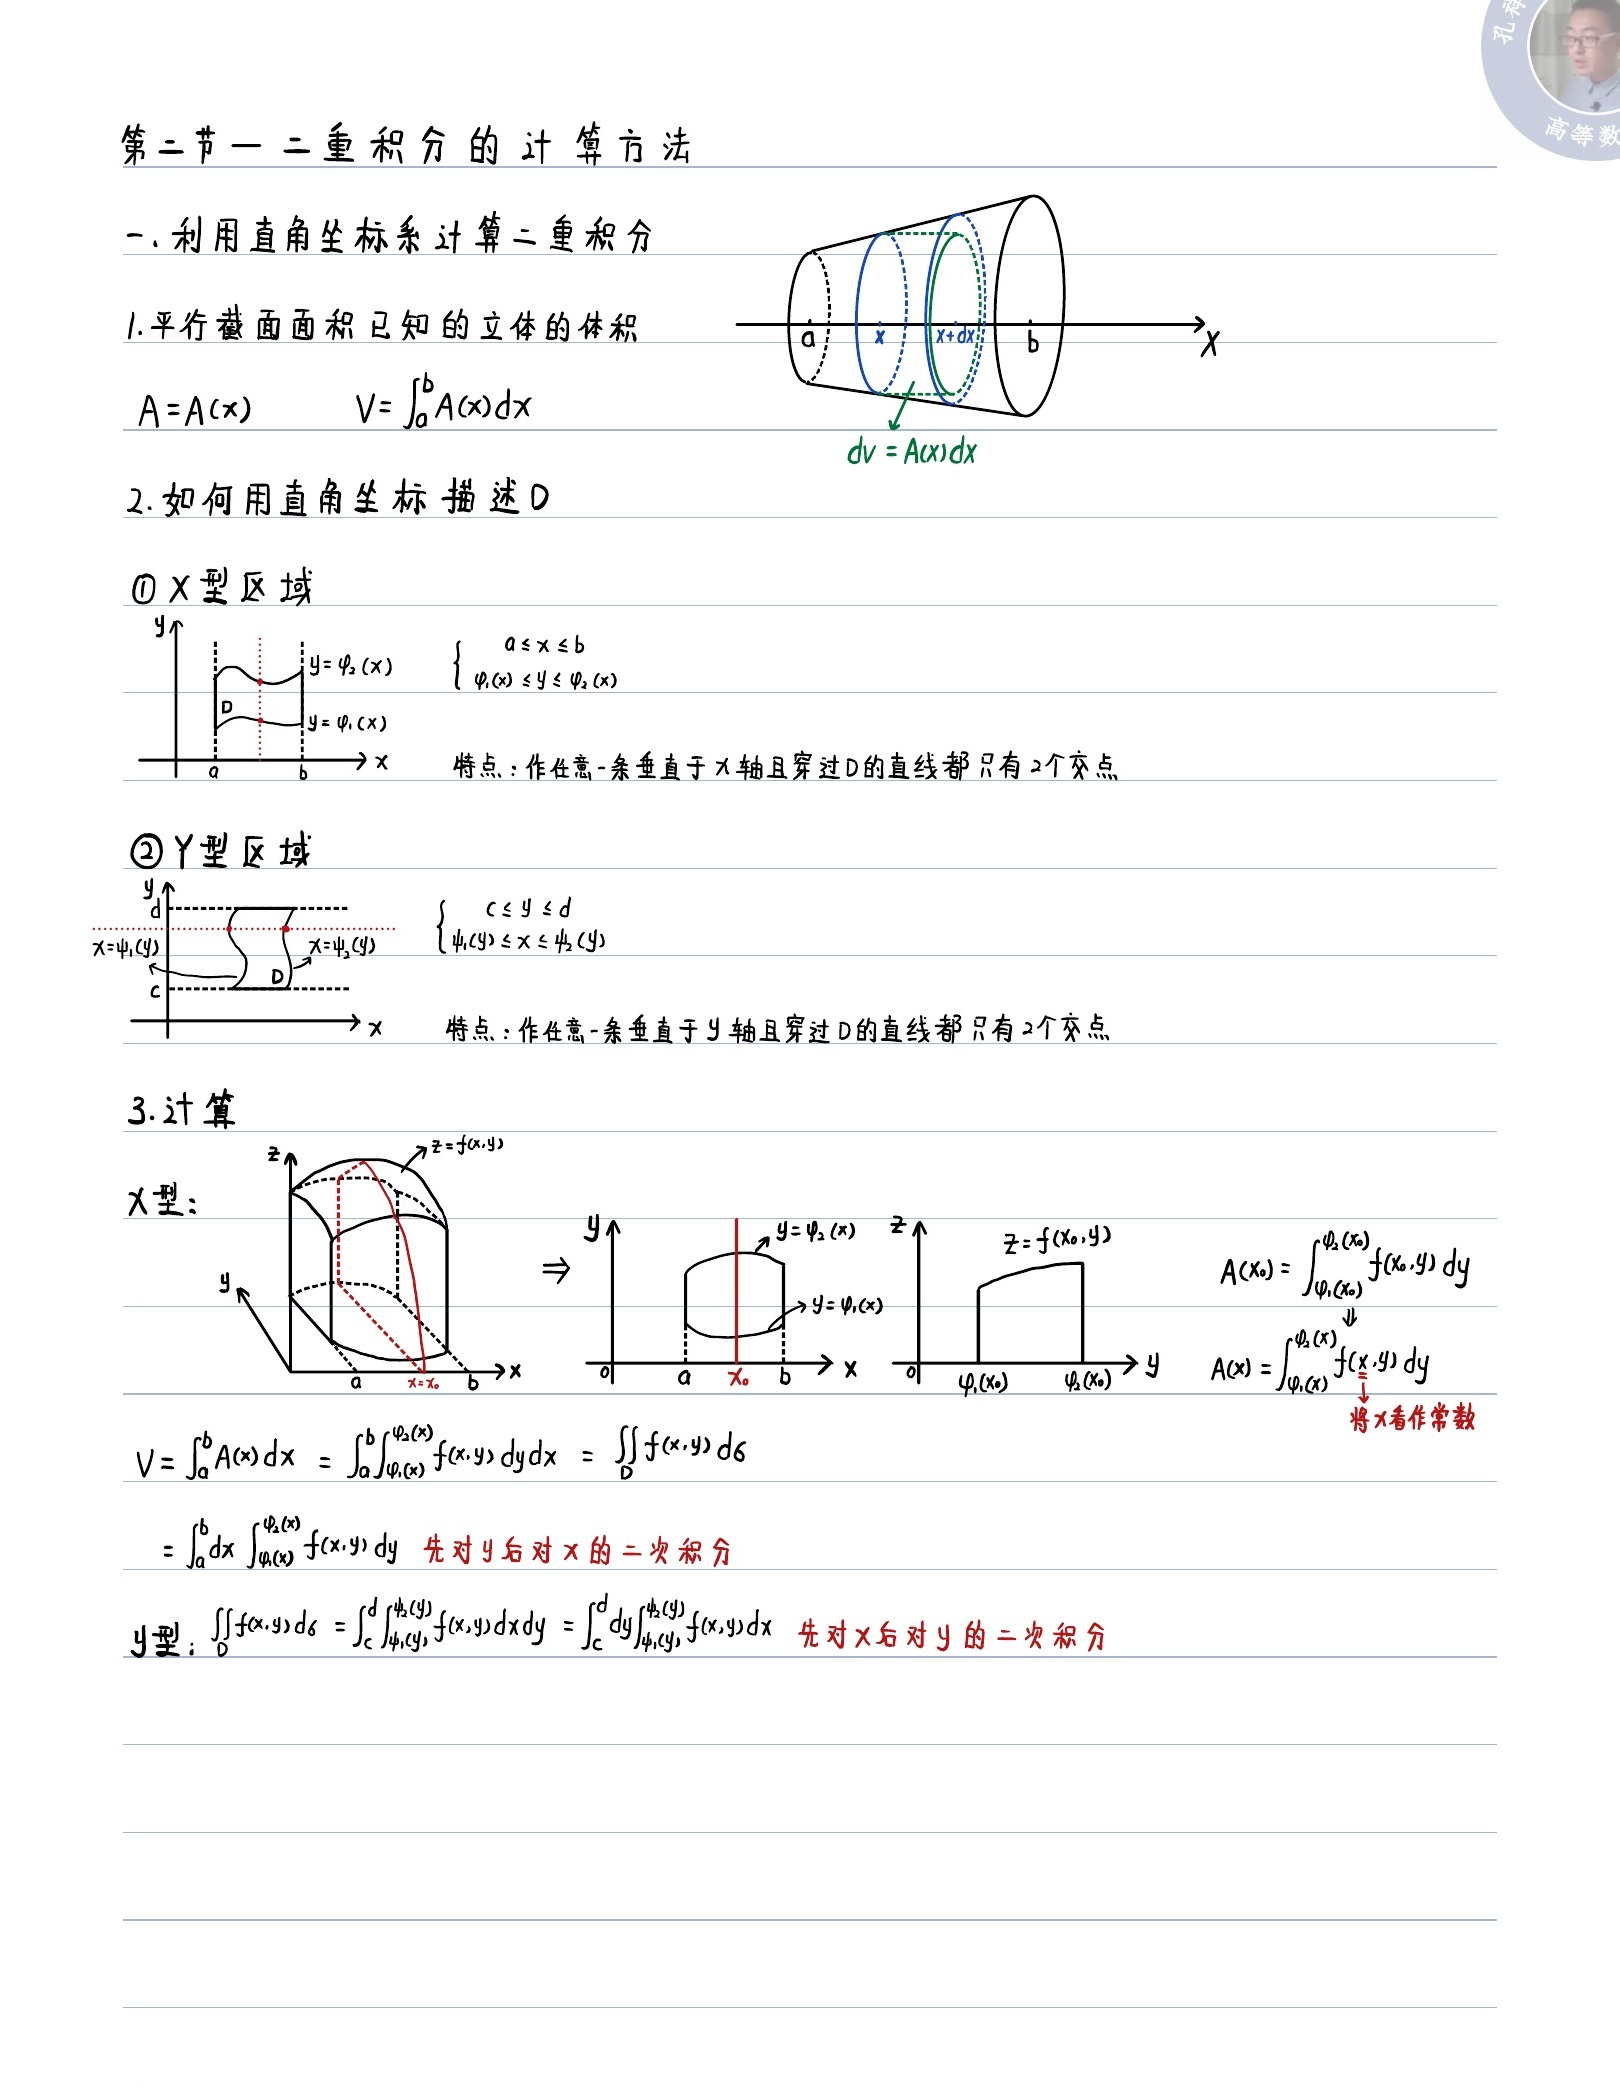 孔祥
高等数
第二节一二重积分的计算方法
一.利用直角坐标系计算二重积分
1.平行截面面积已知的立体的体积
a x x+dx b X
A=A(x) V=∫_a^b A(x)dx
dv=A(x)dx
2.如何用直角坐标描述D
①X型区域
y
y=φ₂(x)
D
y=φ₁(x)
a b x
{ a≤x≤b
φ₁(x)≤y≤φ₂(x)
特点:作任意一条垂直于x轴且穿过D的直线都只有2个交点
②Y型区域
y
d
x=ψ₁(y) x=ψ₂(y)
D
c
x
{ c≤y≤d
ψ₁(y)≤x≤ψ₂(y)
特点:作任意一条垂直于y轴且穿过D的直线都只有2个交点
3.计算
X型:
z z=f(x,y)
y
a x=x₀ b x
⇒
y y=φ₂(x)
y=φ₁(x)
0 a x₀ b x
z z=f(x₀,y)
0 φ₁(x₀) φ₂(x₀) y
A(x₀)=∫_{φ₁(x₀)}^{φ₂(x₀)} f(x₀,y)dy
⇓
A(x)=∫_{φ₁(x)}^{φ₂(x)} f(x,y)dy
将x看作常数
V=∫_a^b A(x)dx =∫_a^b∫_{φ₁(x)}^{φ₂(x)} f(x,y)dydx =∬_D f(x,y)dσ
=∫_a^b dx∫_{φ₁(x)}^{φ₂(x)} f(x,y)dy 先对y后对x的二次积分
y型:∬_D f(x,y)dσ =∫_c^d∫_{ψ₁(y)}^{ψ₂(y)} f(x,y)dxdy =∫_c^d dy∫_{ψ₁(y)}^{ψ₂(y)} f(x,y)dx 先对x后对y的二次积分